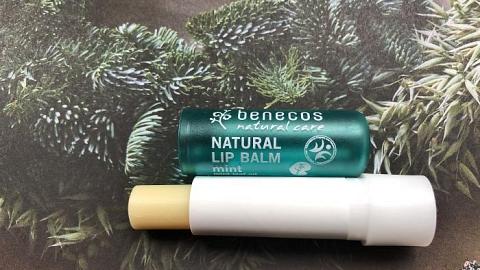 benecos
natural care
NATURAL
LIP BALM
mint